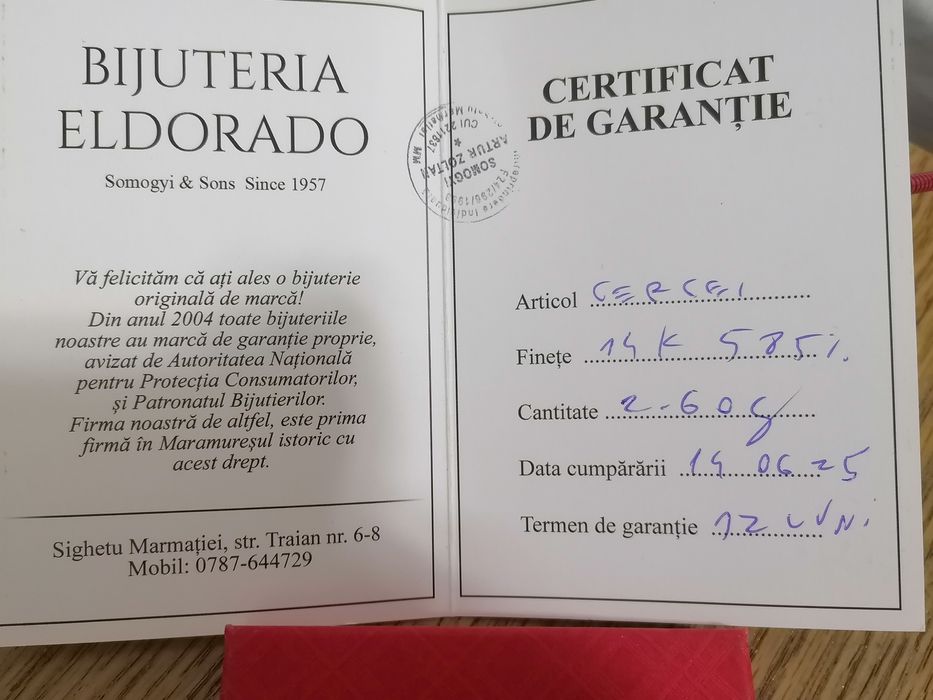 BIJUTERIA
ELDORADO
Somogyi & Sons Since 1957
Vă felicităm că ați ales o bijuterie
originală de marcă!
Din anul 2004 toate bijuteriile
noastre au marcă de garanție proprie,
avizat de Autoritatea Națională
pentru Protecția Consumatorilor,
și Patronatul Bijutierilor.
Firma noastră de altfel, este prima
firmă în Maramureșul istoric cu
acest drept.
Sighetu Marmației, str. Traian nr. 6-8
Mobil: 0787-644729
SOMOGYI
ARTUR ZOLTAN
CERTIFICAT
DE GARANȚIE
Articol CERCEI
Finețe 14K 585%.
Cantitate 2-60g
Data cumpărării 14 06 25
Termen de garanție 12 LUNI